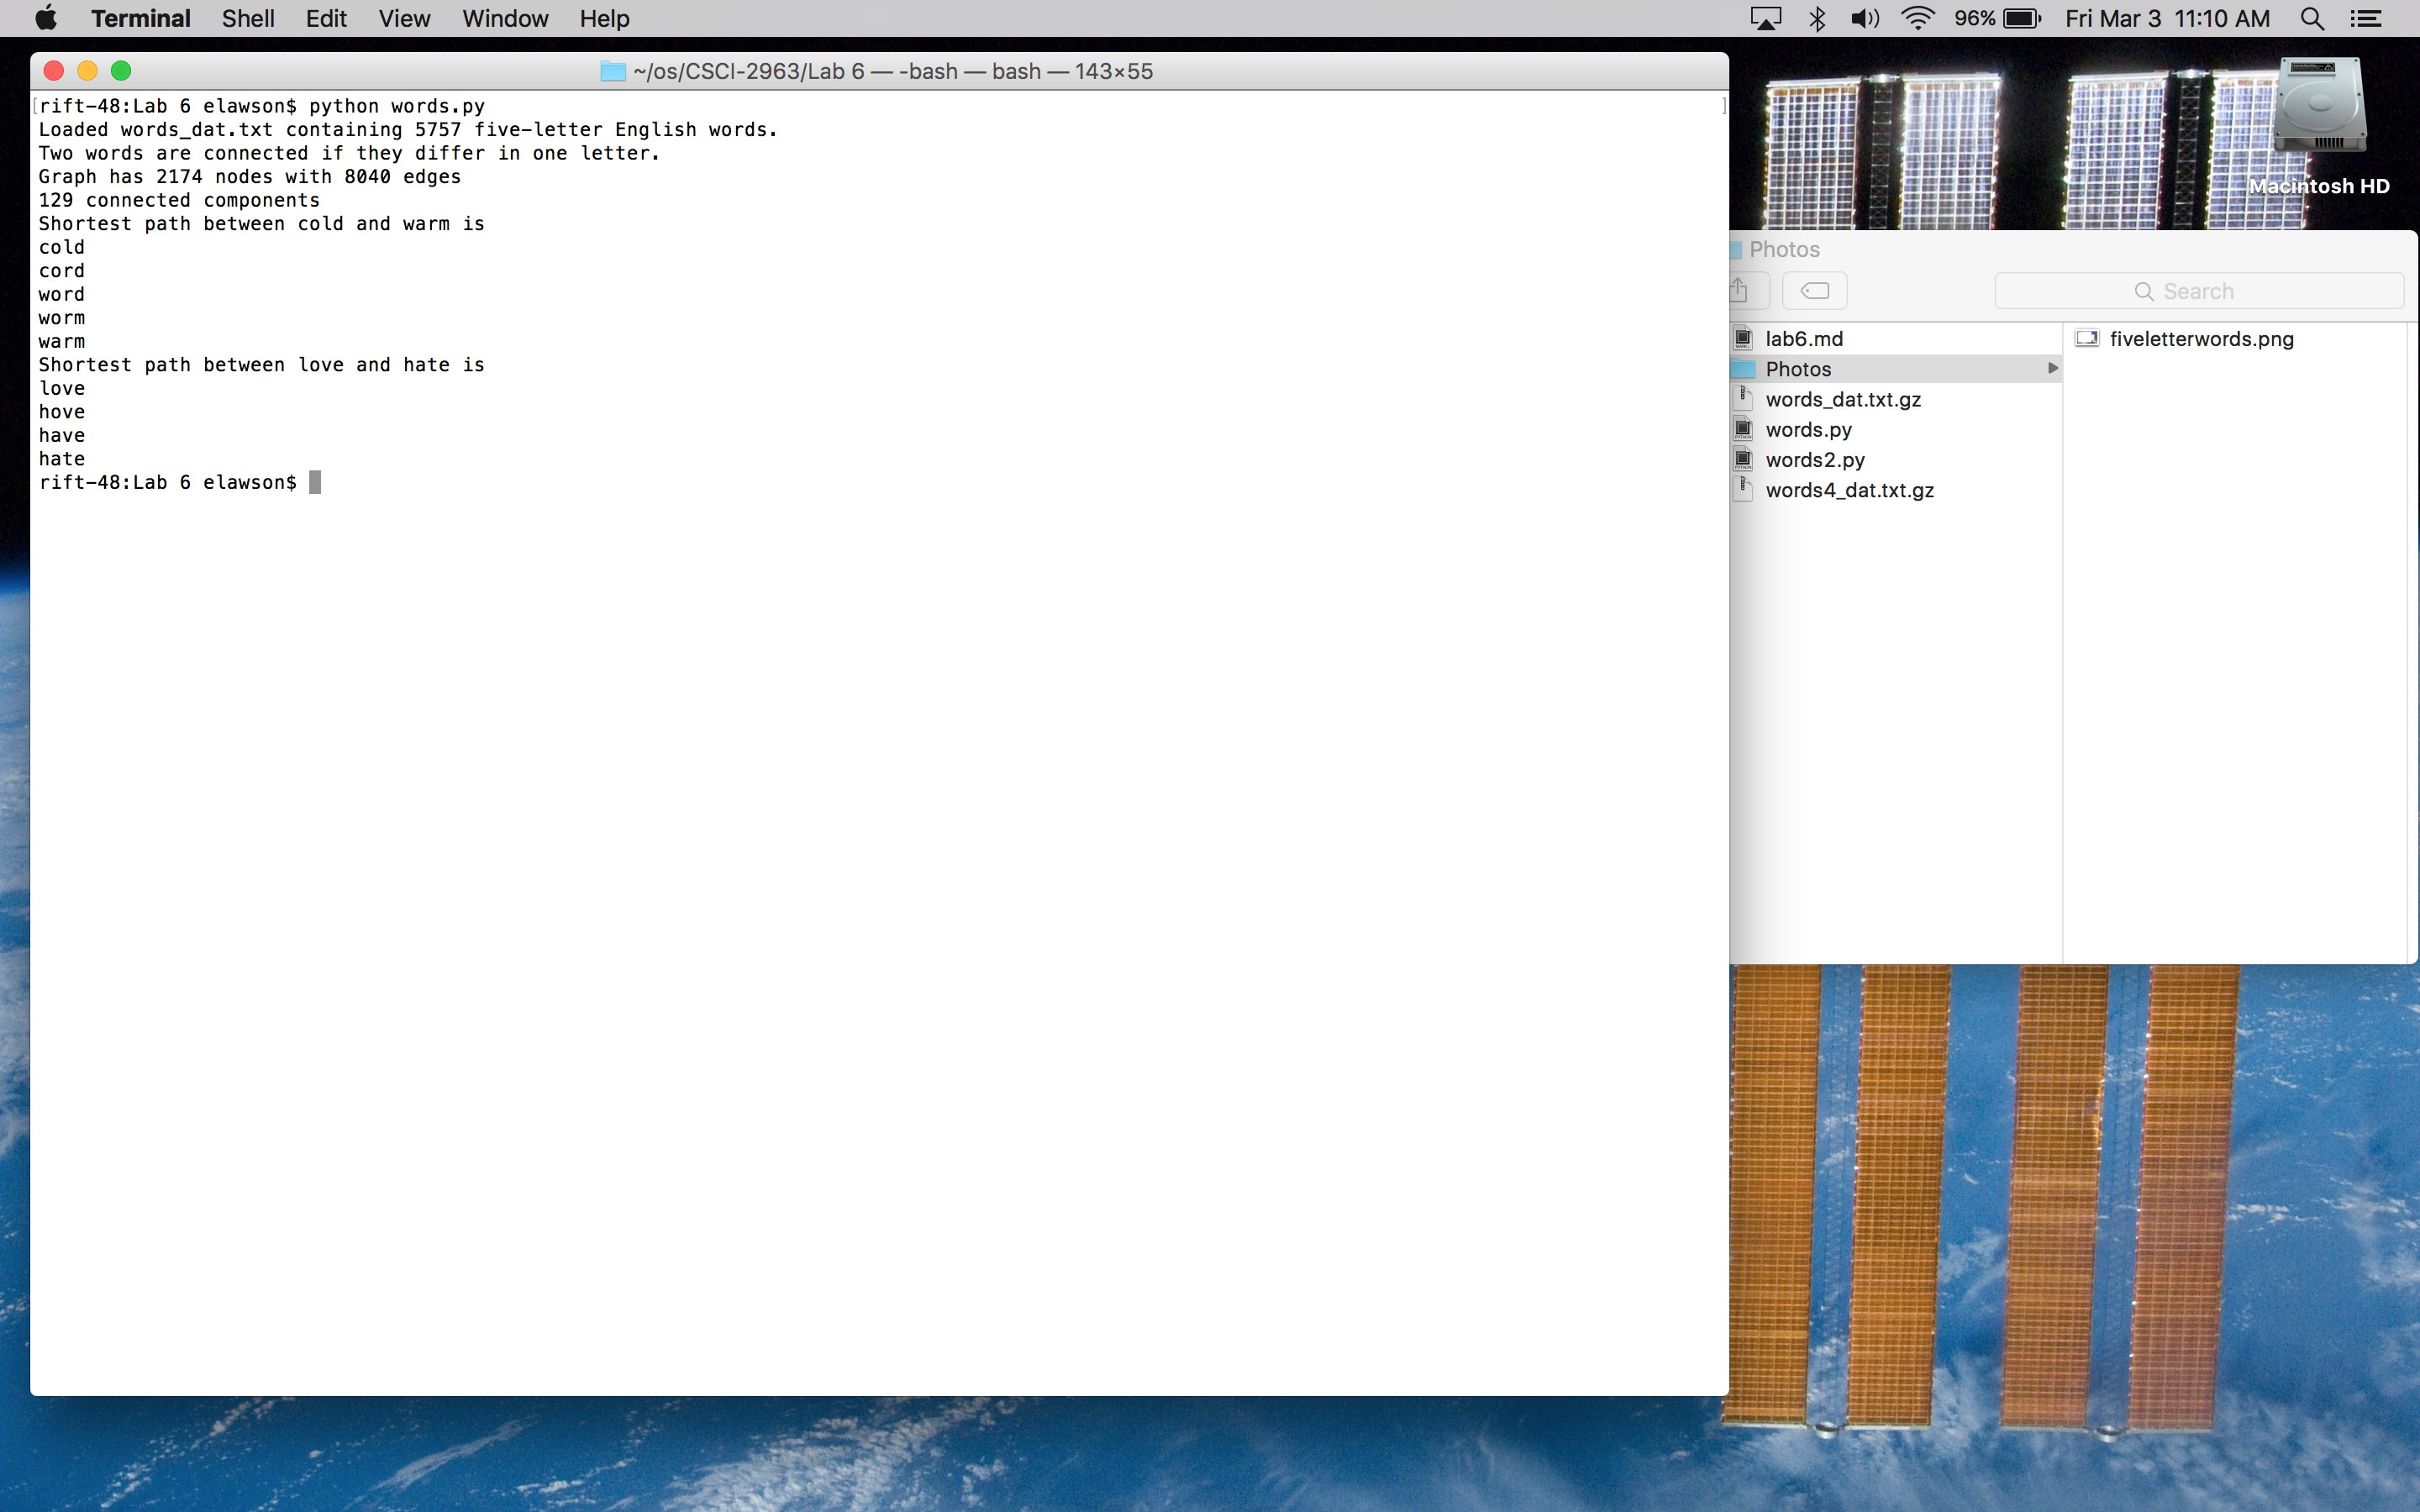 Terminal Shell Edit View Window Help 96% Fri Mar 3 11:10 AM
~/os/CSCI-2963/Lab 6 — -bash — bash — 143×55
[rift-48:Lab 6 elawson$ python words.py ]
Loaded words_dat.txt containing 5757 five-letter English words.
Two words are connected if they differ in one letter.
Graph has 2174 nodes with 8040 edges
129 connected components
Shortest path between cold and warm is
cold
cord
word
worm
warm
Shortest path between love and hate is
love
hove
have
hate
rift-48:Lab 6 elawson$
Macintosh HD
Photos
Search
lab6.md
Photos
words_dat.txt.gz
words.py
words2.py
words4_dat.txt.gz
fiveletterwords.png